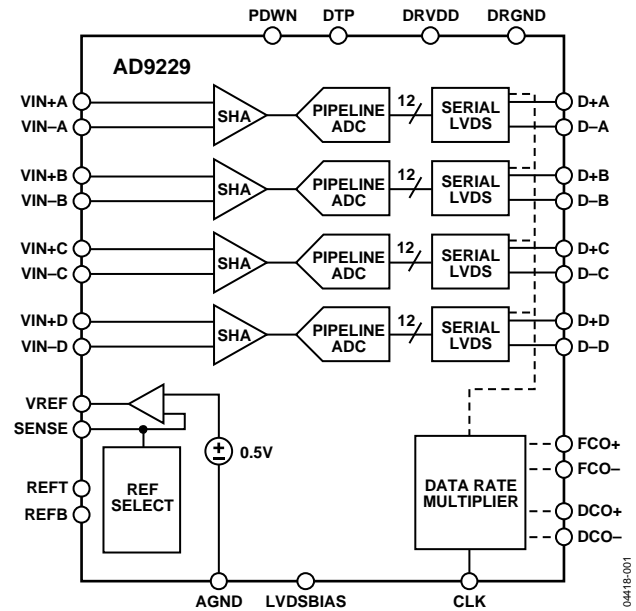 PDWN DTP DRVDD DRGND
AD9229
VIN+A
VIN–A
SHA
PIPELINE
ADC
12
SERIAL
LVDS
D+A
D–A
VIN+B
VIN–B
SHA
PIPELINE
ADC
12
SERIAL
LVDS
D+B
D–B
VIN+C
VIN–C
SHA
PIPELINE
ADC
12
SERIAL
LVDS
D+C
D–C
VIN+D
VIN–D
SHA
PIPELINE
ADC
12
SERIAL
LVDS
D+D
D–D
VREF
SENSE
REFT
REFB
REF
SELECT
+
–
0.5V
DATA RATE
MULTIPLIER
FCO+
FCO–
DCO+
DCO–
AGND LVDSBIAS CLK
04418-001